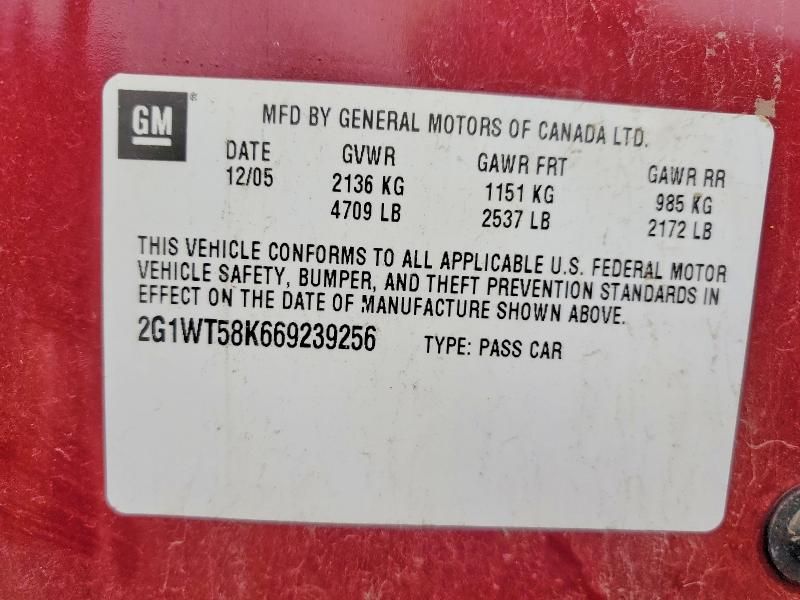 GM® MFD BY GENERAL MOTORS OF CANADA LTD.
DATE GVWR GAWR FRT GAWR RR
12/05 2136 KG 1151 KG 985 KG
4709 LB 2537 LB 2172 LB
THIS VEHICLE CONFORMS TO ALL APPLICABLE U.S. FEDERAL MOTOR
VEHICLE SAFETY, BUMPER, AND THEFT PREVENTION STANDARDS IN
EFFECT ON THE DATE OF MANUFACTURE SHOWN ABOVE.
2G1WT58K669239256 TYPE: PASS CAR